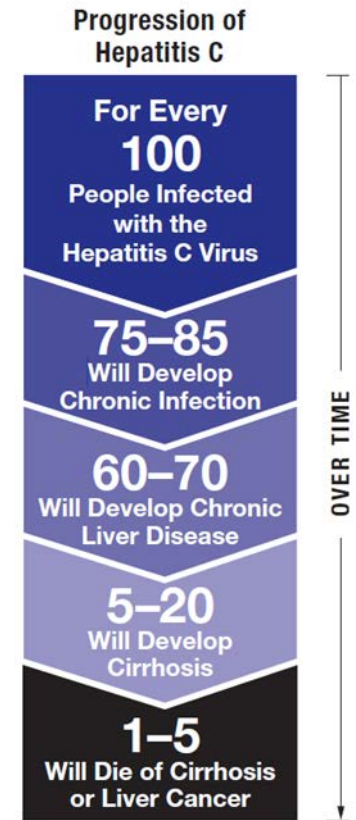 Progression of
Hepatitis C
For Every
100
People Infected
with the
Hepatitis C Virus
75–85
Will Develop
Chronic Infection
60–70
Will Develop Chronic
Liver Disease
5–20
Will Develop
Cirrhosis
1–5
Will Die of Cirrhosis
or Liver Cancer
OVER TIME